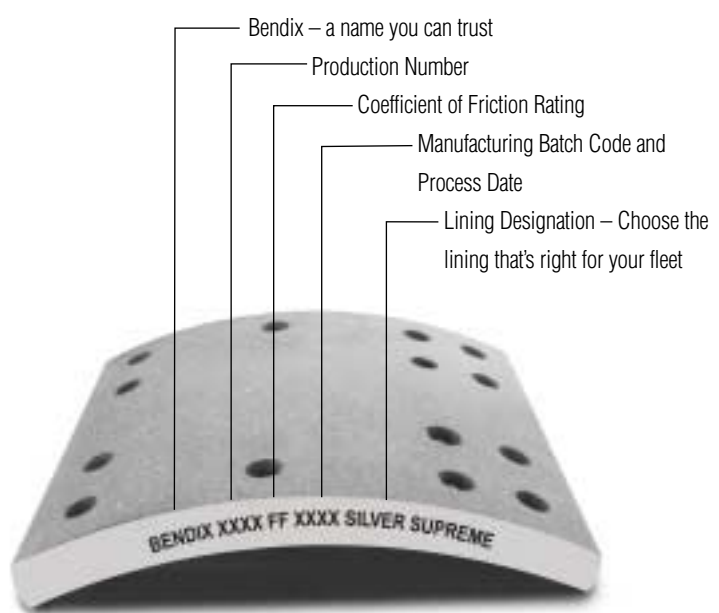 Bendix – a name you can trust
Production Number
Coefficient of Friction Rating
Manufacturing Batch Code and
Process Date
Lining Designation – Choose the
lining that's right for your fleet
BENDIX XXXX FF XXXX SILVER SUPREME